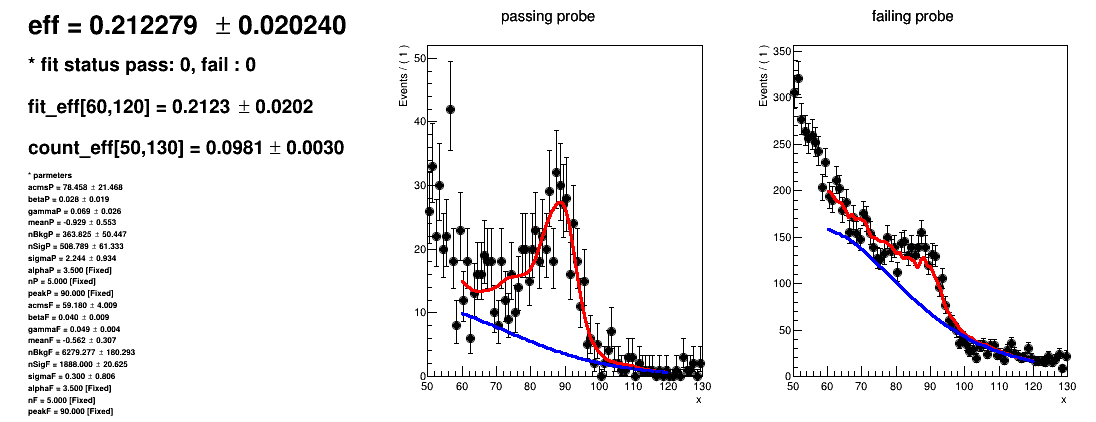 eff = 0.212279 ± 0.020240
* fit status pass: 0, fail : 0
fit_eff[60,120] = 0.2123 ± 0.0202
count_eff[50,130] = 0.0981 ± 0.0030
* parmeters
acmsP = 78.458 ± 21.468
betaP = 0.028 ± 0.019
gammaP = 0.069 ± 0.026
meanP = -0.929 ± 0.553
nBkgP = 363.825 ± 50.447
nSigP = 508.789 ± 61.333
sigmaP = 2.244 ± 0.934
alphaP = 3.500 [Fixed]
nP = 5.000 [Fixed]
peakP = 90.000 [Fixed]
acmsF = 59.180 ± 4.009
betaF = 0.040 ± 0.009
gammaF = 0.049 ± 0.004
meanF = -0.562 ± 0.307
nBkgF = 6279.277 ± 180.293
nSigF = 1888.000 ± 20.625
sigmaF = 0.300 ± 0.806
alphaF = 3.500 [Fixed]
nF = 5.000 [Fixed]
peakF = 90.000 [Fixed]
passing probe
Events / ( 1 )
50
40
30
20
10
0
50 60 70 80 90 100 110 120 130
x
failing probe
Events / ( 1 )
350
300
250
200
150
100
50
0
50 60 70 80 90 100 110 120 130
x